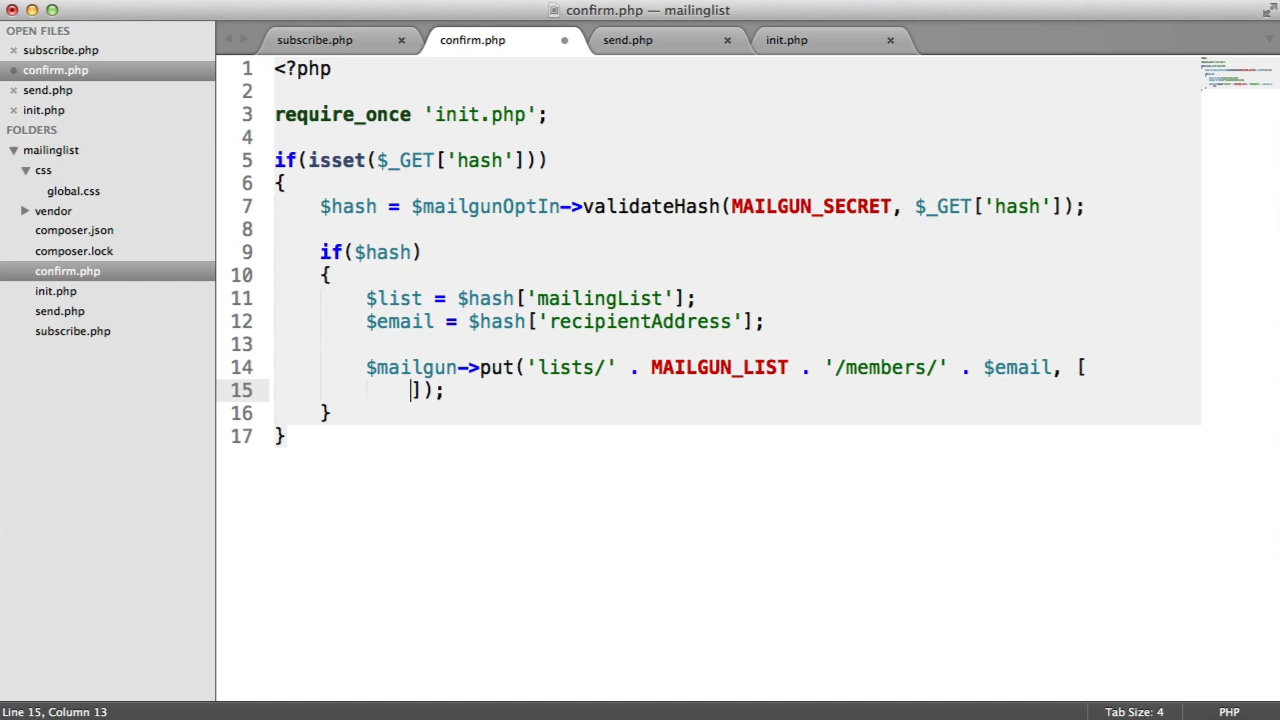 confirm.php — mailinglist
OPEN FILES
subscribe.php
confirm.php
send.php
init.php
FOLDERS
mailinglist
css
global.css
vendor
composer.json
composer.lock
confirm.php
init.php
send.php
subscribe.php
subscribe.php confirm.php send.php init.php
1 <?php
2
3 require_once 'init.php';
4
5 if(isset($_GET['hash']))
6 {
7 $hash = $mailgunOptIn->validateHash(MAILGUN_SECRET, $_GET['hash']);
8
9 if($hash)
10 {
11 $list = $hash['mailingList'];
12 $email = $hash['recipientAddress'];
13
14 $mailgun->put('lists/' . MAILGUN_LIST . '/members/' . $email, [
15 ]);
16 }
17 }
Line 15, Column 13
Tab Size: 4
PHP